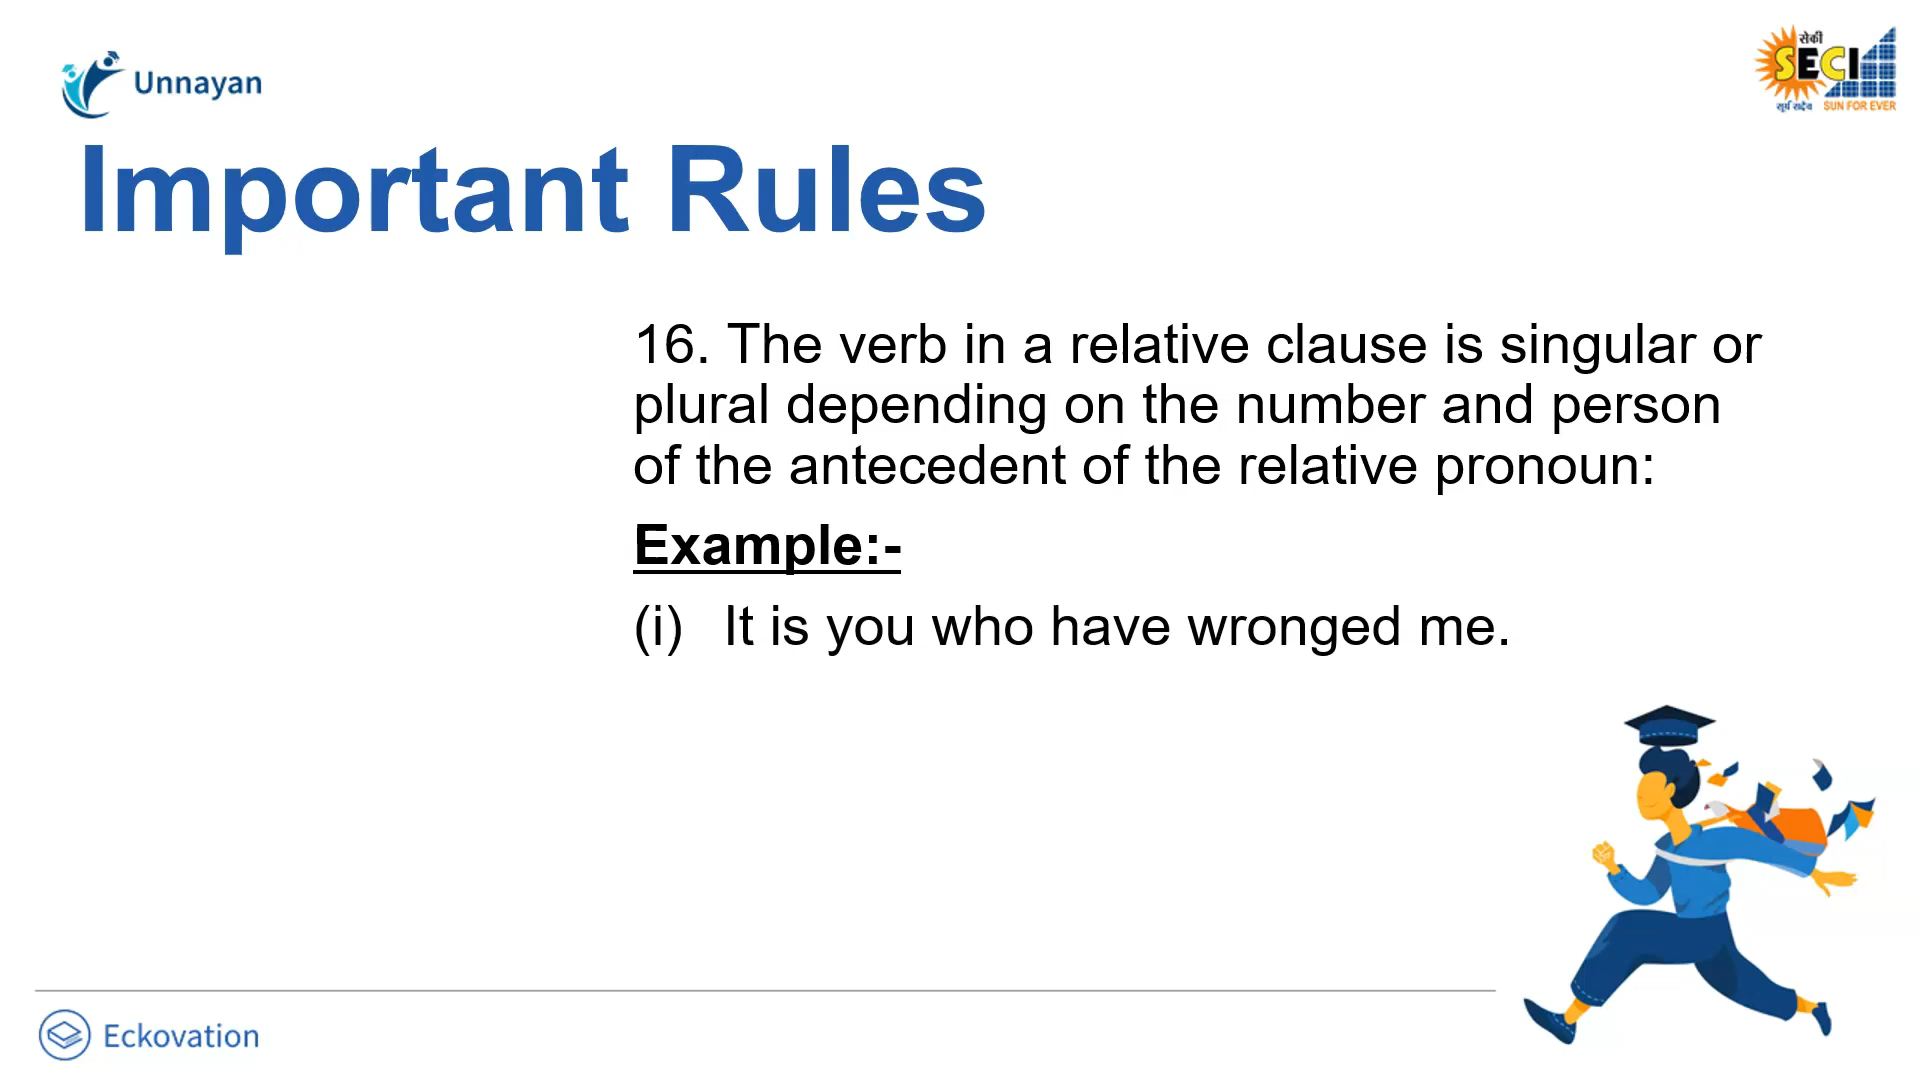 Unnayan
सेकी
SECI
सूर्य सदैव SUN FOR EVER
Important Rules
16. The verb in a relative clause is singular or
plural depending on the number and person
of the antecedent of the relative pronoun:
Example:-
(i) It is you who have wronged me.
Eckovation